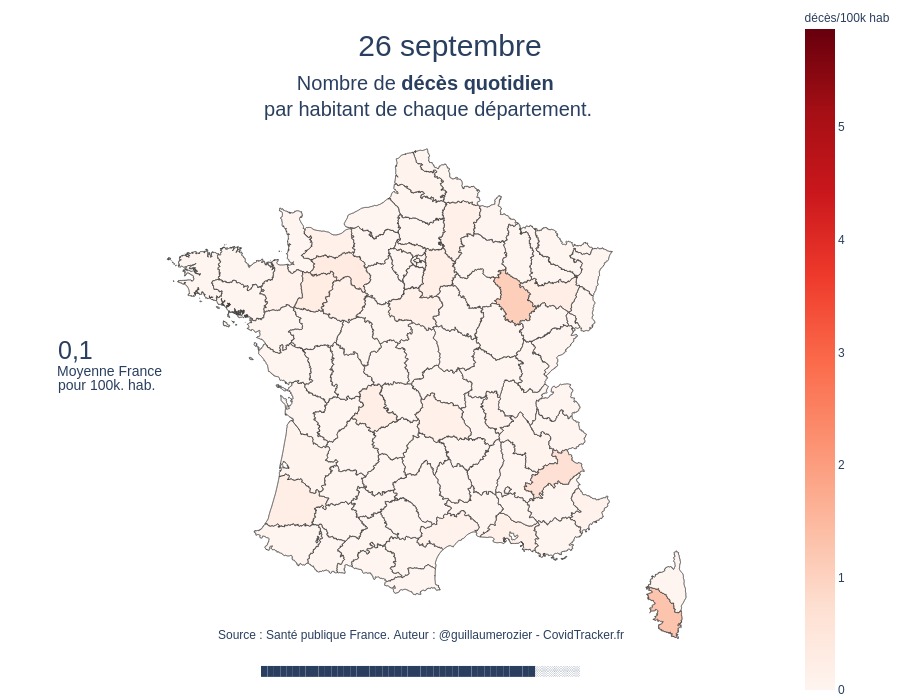 décès/100k hab
26 septembre
Nombre de décès quotidien
par habitant de chaque département.
5
4
3
2
1
0
0,1
Moyenne France
pour 100k. hab.
Source : Santé publique France. Auteur : @guillaumerozier - CovidTracker.fr